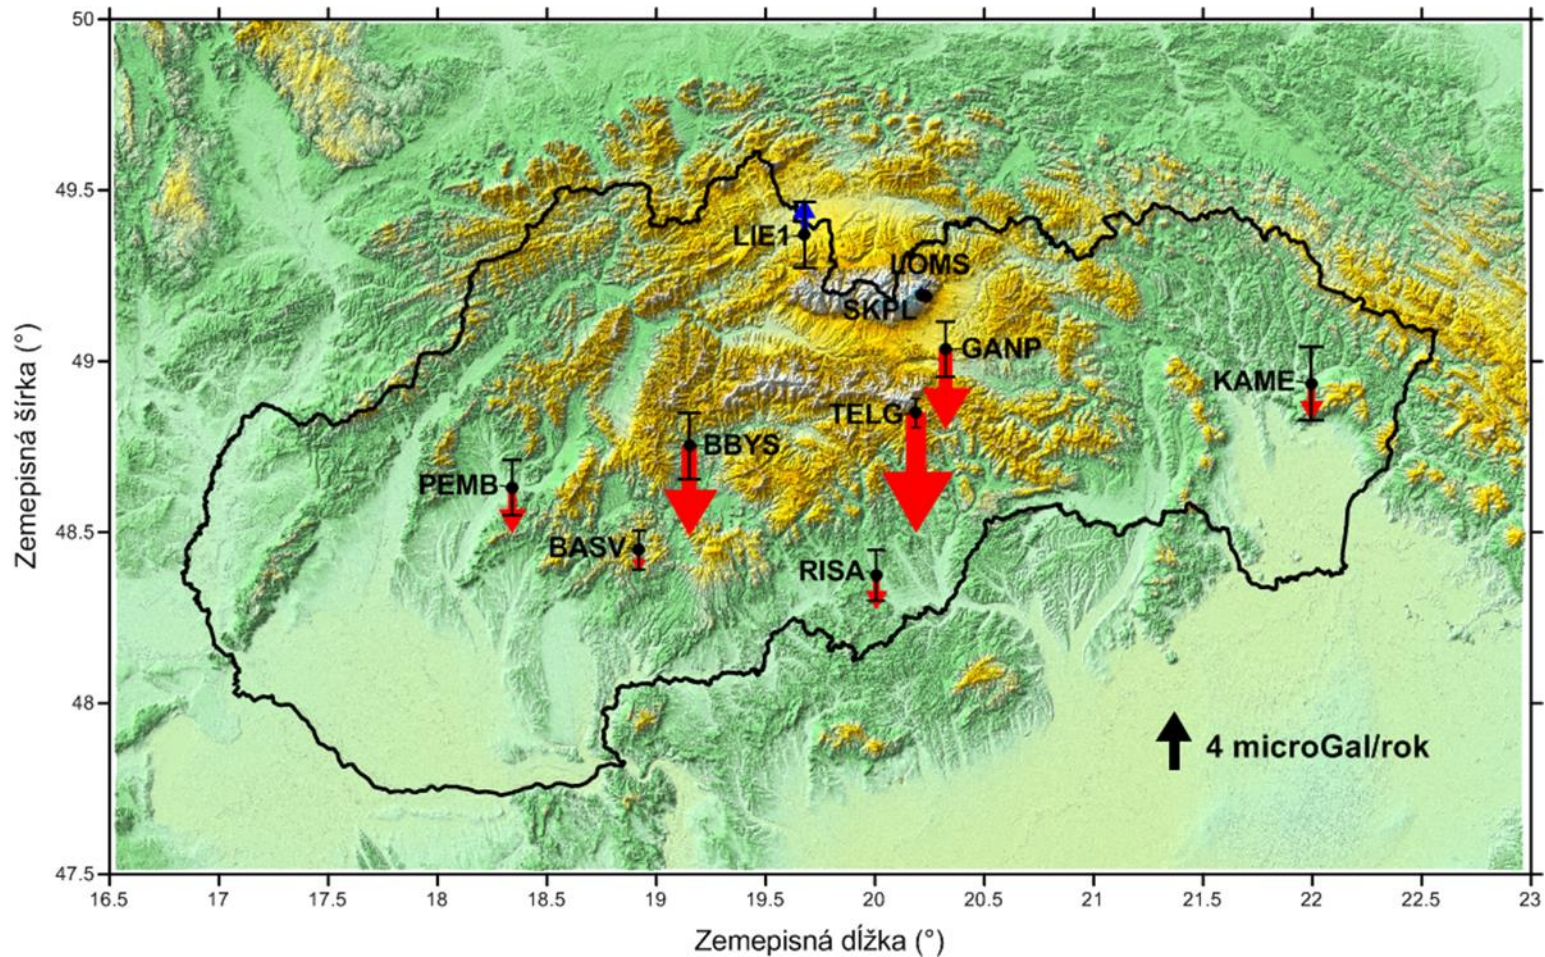 50
49.5
49
48.5
48
47.5
Zemepisná šírka (°)
LIE1
LOMS
SKPL
GANP
KAME
TELG
BBYS
PEMB
BASV
RISA
4 microGal/rok
16.5 17 17.5 18 18.5 19 19.5 20 20.5 21 21.5 22 22.5 23
Zemepisná dĺžka (°)